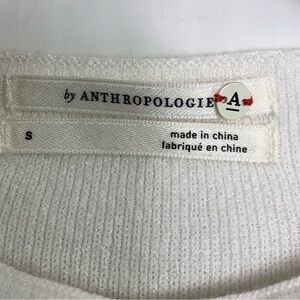 by ANTHROPOLOGIE A
S
made in china
fabriqué en chine